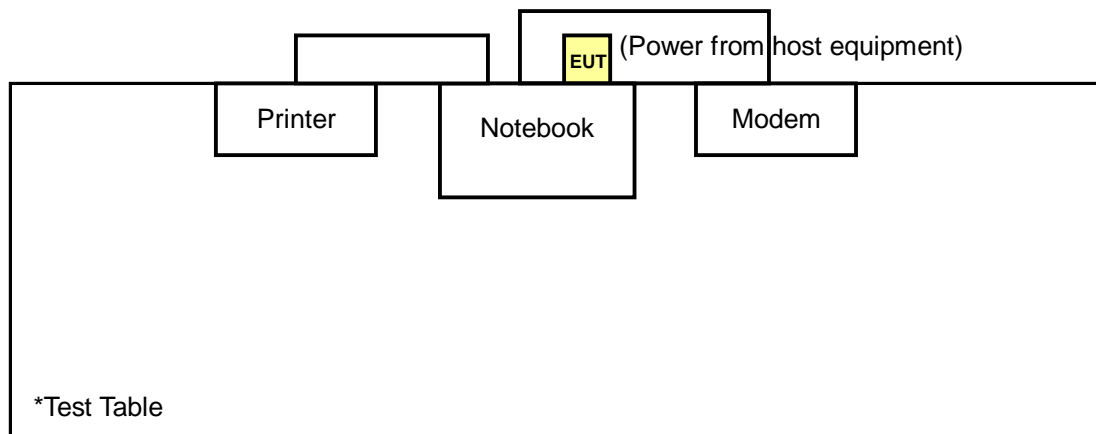 EUT
(Power from host equipment)
Printer
Notebook
Modem
*Test Table